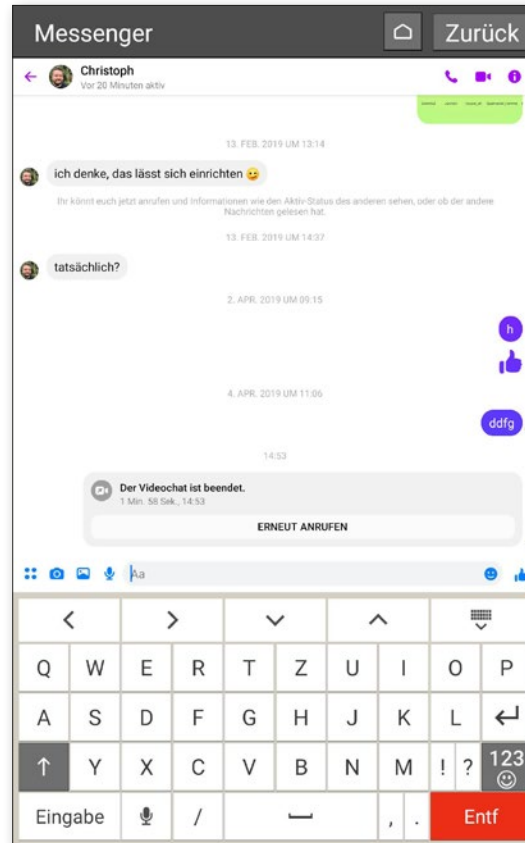 Messenger
Zurück
Christoph
Vor 20 Minuten aktiv
13. FEB. 2019 UM 13:14
ich denke, das lässt sich einrichten 😉
Ihr könnt euch jetzt anrufen und Informationen wie den Aktiv-Status des anderen sehen, oder ob der andere
Nachrichten gelesen hat.
13. FEB. 2019 UM 14:37
tatsächlich?
2. APR. 2019 UM 09:15
h
4. APR. 2019 UM 11:06
ddfg
14:53
Der Videochat ist beendet.
1 Min. 58 Sek., 14:53
ERNEUT ANRUFEN
Aa
Q W E R T Z U I O P
A S D F G H J K L
Y X C V B N M ! ? 123
Eingabe / , . Entf